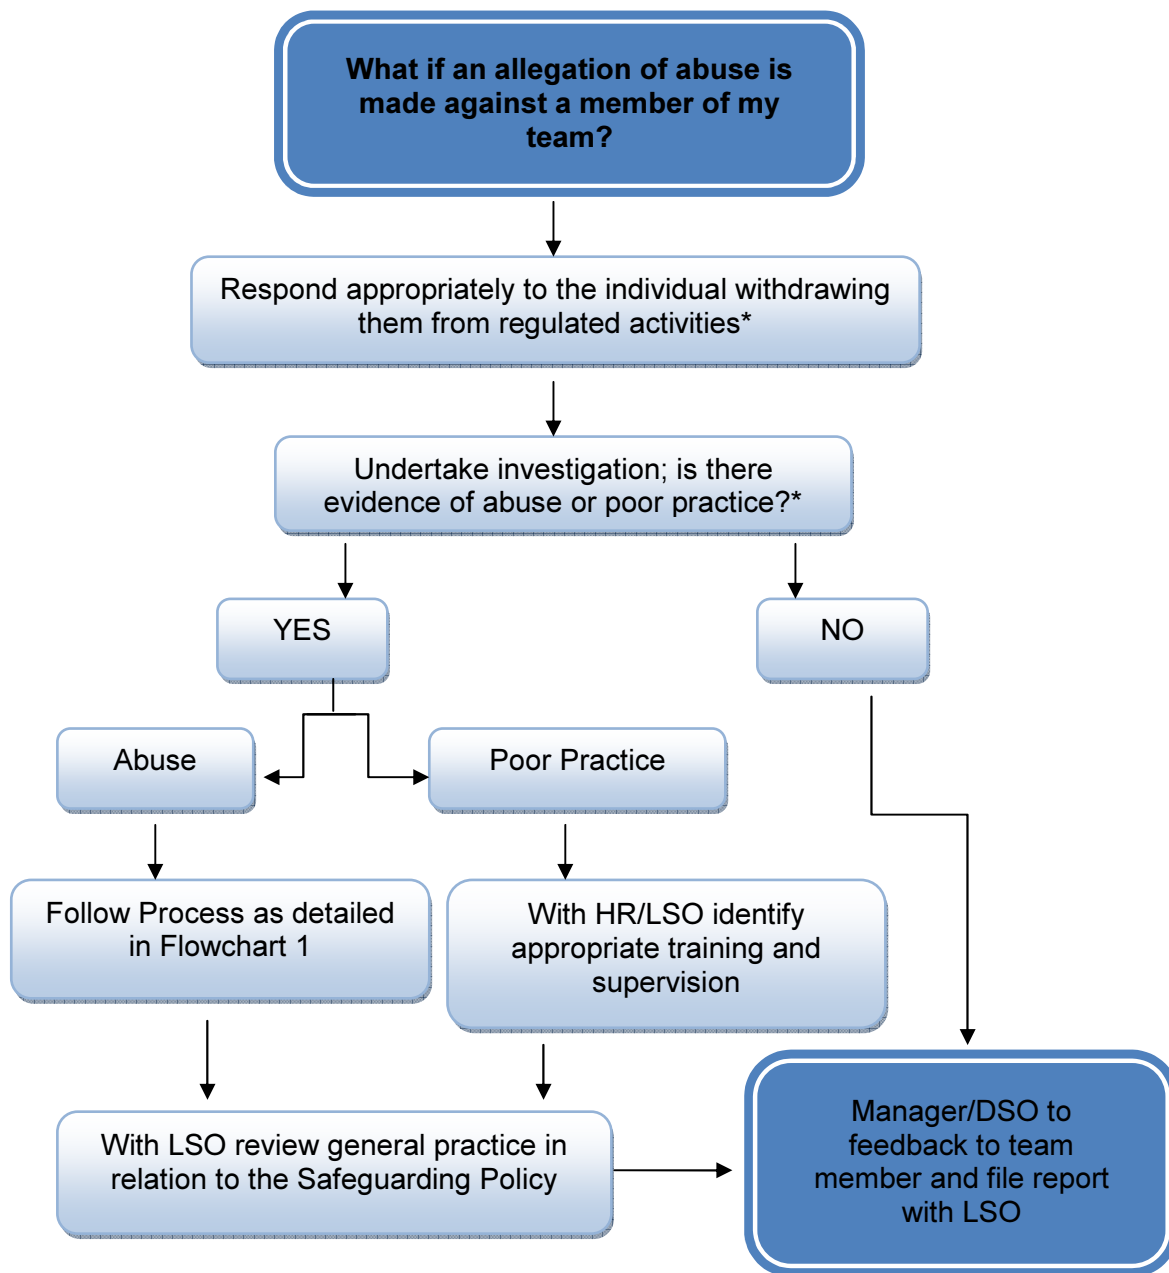 What if an allegation of abuse is
made against a member of my
team?
Respond appropriately to the individual withdrawing
them from regulated activities*
Undertake investigation; is there
evidence of abuse or poor practice?*
YES
NO
Abuse
Poor Practice
Follow Process as detailed
in Flowchart 1
With HR/LSO identify
appropriate training and
supervision
With LSO review general practice in
relation to the Safeguarding Policy
Manager/DSO to
feedback to team
member and file report
with LSO